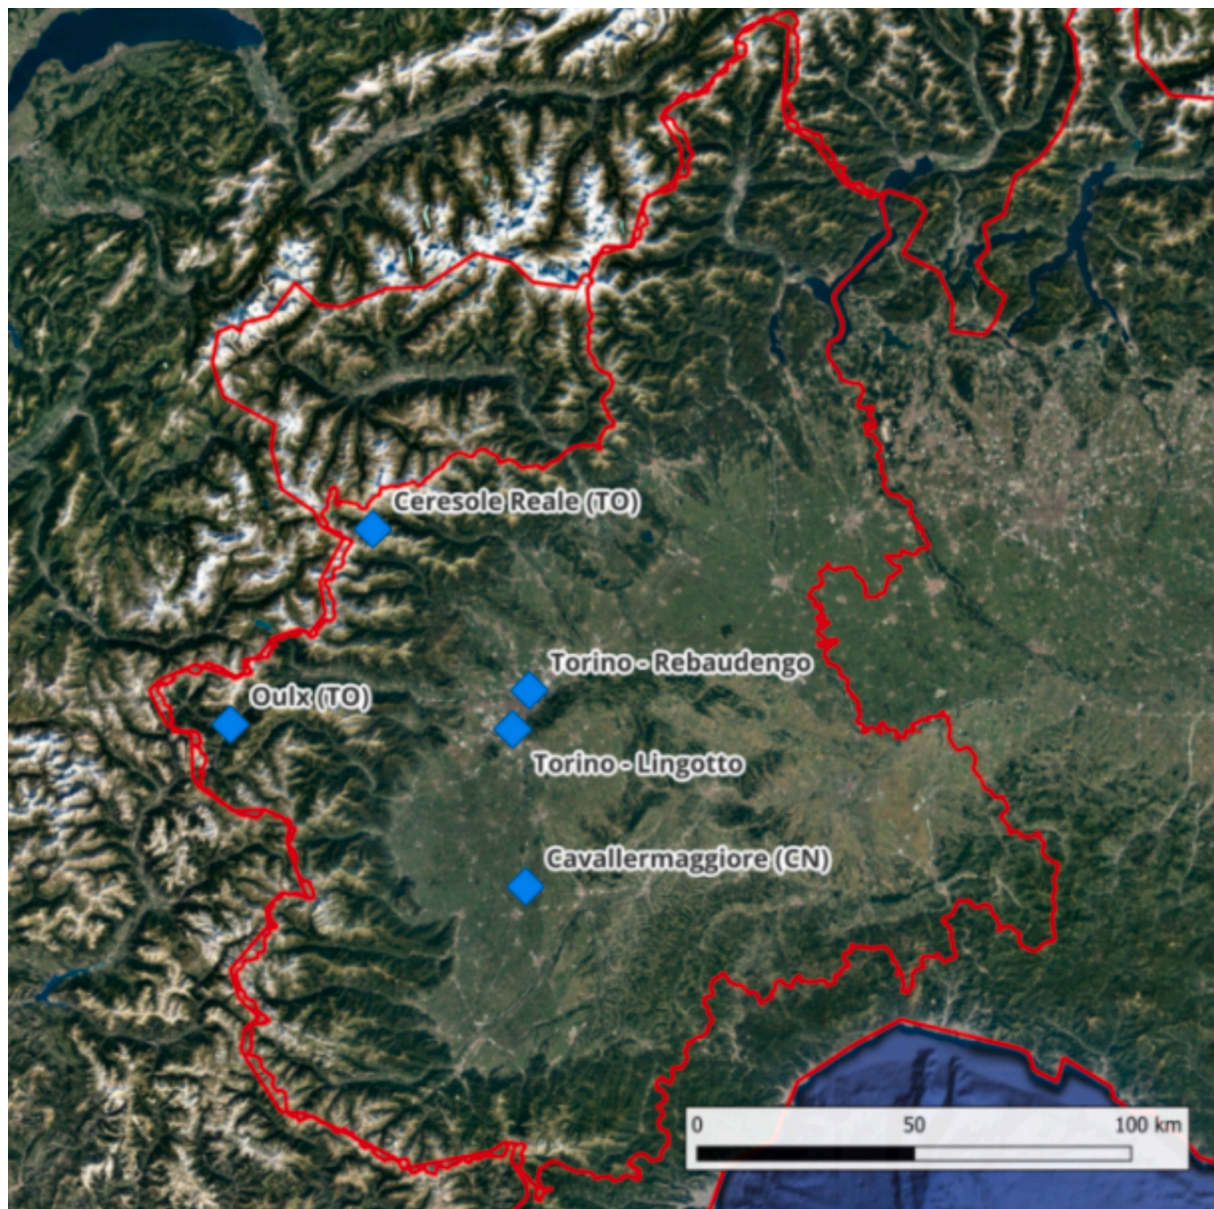 Ceresole Reale (TO)
Torino - Rebaudengo
Oulx (TO)
Torino - Lingotto
Cavallermaggiore (CN)
0 50 100 km